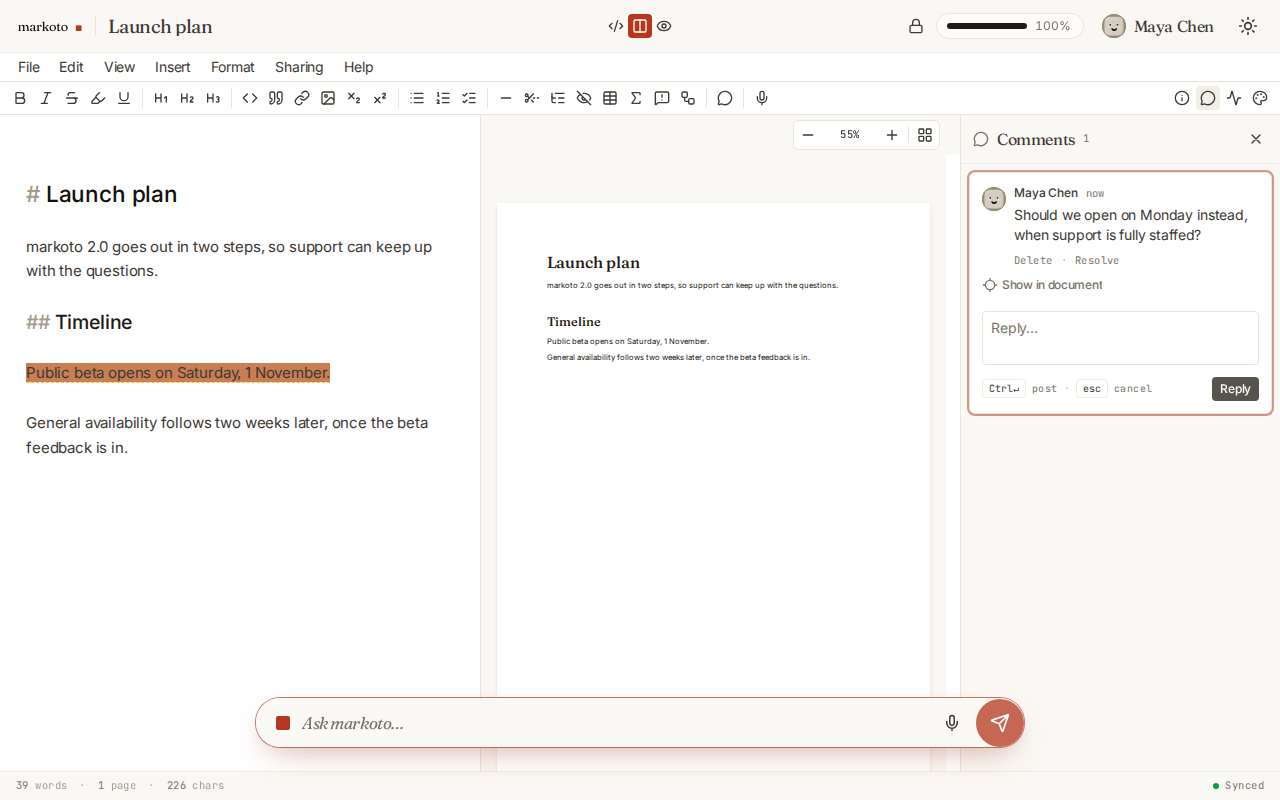 markoto
Launch plan
100%
Maya Chen
File Edit View Insert Format Sharing Help
H1 H2 H3
X2 X²
55%
# Launch plan
markoto 2.0 goes out in two steps, so support can keep up
with the questions.
## Timeline
Public beta opens on Saturday, 1 November.
General availability follows two weeks later, once the beta
feedback is in.
Launch plan
markoto 2.0 goes out in two steps, so support can keep up with the questions.
Timeline
Public beta opens on Saturday, 1 November.
General availability follows two weeks later, once the beta feedback is in.
Comments 1
Maya Chen now
Should we open on Monday instead,
when support is fully staffed?
Delete · Resolve
Show in document
Reply...
Ctrl↵ post · esc cancel
Reply
Ask markoto...
39 words · 1 page · 226 chars
Synced